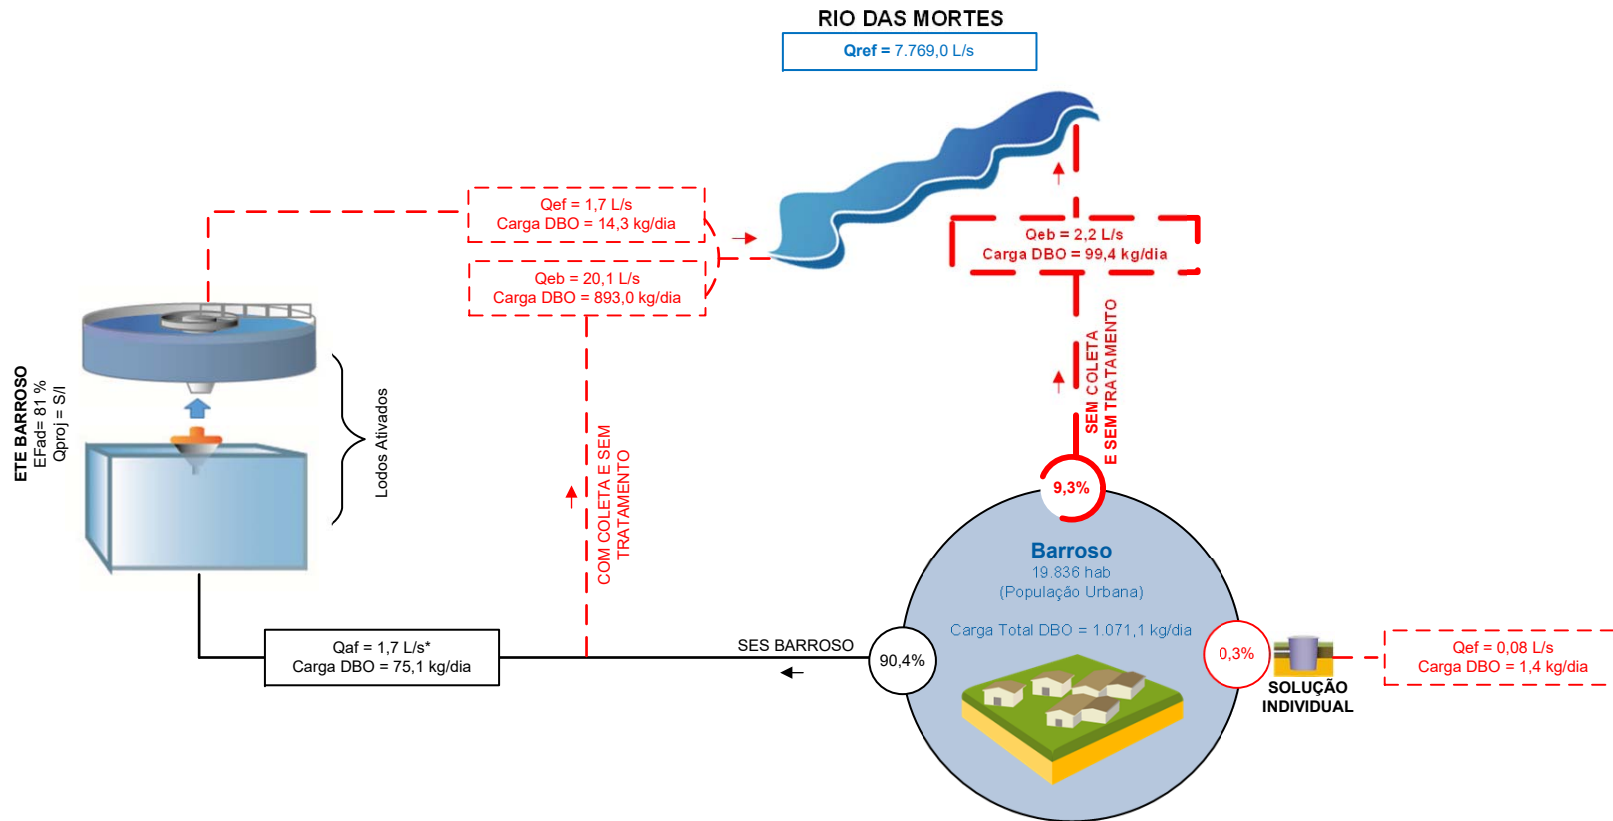 RIO DAS MORTES
Qref = 7.769,0 L/s
Qef = 1,7 L/s
Carga DBO = 14,3 kg/dia
Qeb = 20,1 L/s
Carga DBO = 893,0 kg/dia
Qeb = 2,2 L/s
Carga DBO = 99,4 kg/dia
SEM COLETA
E SEM TRATAMENTO
ETE BARROSO
EFad= 81 %
Qproj = S/I
Lodos Ativados
COM COLETA E SEM
TRATAMENTO
9,3%
Barroso
19.836 hab
(População Urbana)
Carga Total DBO = 1.071,1 kg/dia
Qaf = 1,7 L/s*
Carga DBO = 75,1 kg/dia
SES BARROSO
90,4%
0,3%
SOLUÇÃO
INDIVIDUAL
Qef = 0,08 L/s
Carga DBO = 1,4 kg/dia